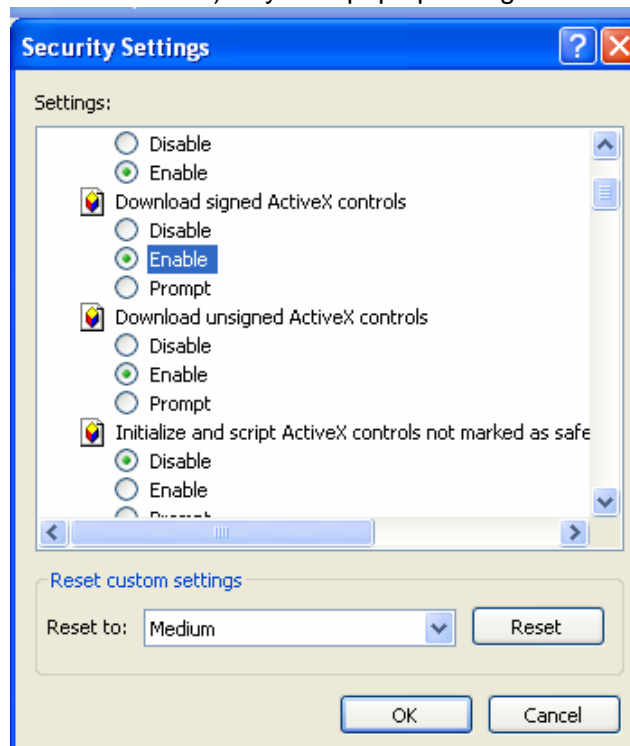 Security Settings
Settings:
Disable
Enable
Download signed ActiveX controls
Disable
Enable
Prompt
Download unsigned ActiveX controls
Disable
Enable
Prompt
Initialize and script ActiveX controls not marked as safe
Disable
Enable
Prompt
Reset custom settings
Reset to: Medium Reset
OK Cancel